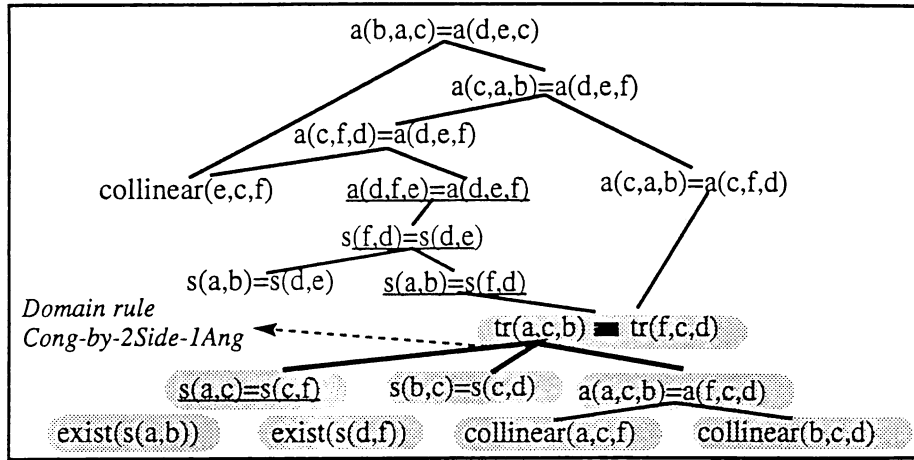 a(b,a,c)=a(d,e,c)
a(c,a,b)=a(d,e,f)
a(c,f,d)=a(d,e,f)
collinear(e,c,f)
a(d,f,e)=a(d,e,f)
a(c,a,b)=a(c,f,d)
s(f,d)=s(d,e)
s(a,b)=s(d,e)
s(a,b)=s(f,d)
Domain rule
Cong-by-2Side-1Ang
tr(a,c,b) = tr(f,c,d)
s(a,c)=s(c,f) s(b,c)=s(c,d) a(a,c,b)=a(f,c,d)
exist(s(a,b)) exist(s(d,f)) collinear(a,c,f) collinear(b,c,d)